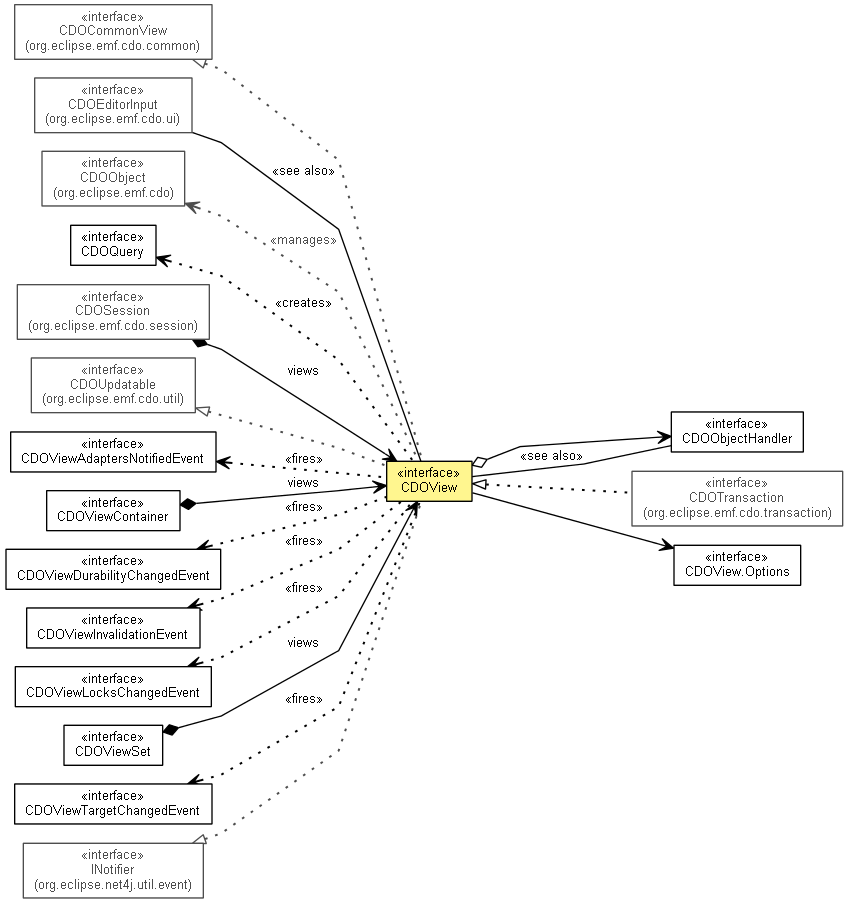 «interface»
CDOCommonView
(org.eclipse.emf.cdo.common)
«interface»
CDOEditorInput
(org.eclipse.emf.cdo.ui)
«see also»
«interface»
CDOObject
(org.eclipse.emf.cdo)
«manages»
«interface»
CDOQuery
«creates»
«interface»
CDOSession
(org.eclipse.emf.cdo.session)
views
«interface»
CDOUpdatable
(org.eclipse.emf.cdo.util)
«interface»
CDOViewAdaptersNotifiedEvent
«fires»
«interface»
CDOViewContainer
views
«interface»
CDOViewDurabilityChangedEvent
«fires»
«interface»
CDOViewInvalidationEvent
«fires»
«interface»
CDOViewLocksChangedEvent
«fires»
«interface»
CDOViewSet
views
«interface»
CDOViewTargetChangedEvent
«fires»
«interface»
INotifier
(org.eclipse.net4j.util.event)
«interface»
CDOView
«see also»
«interface»
CDOObjectHandler
«interface»
CDOTransaction
(org.eclipse.emf.cdo.transaction)
«interface»
CDOView.Options